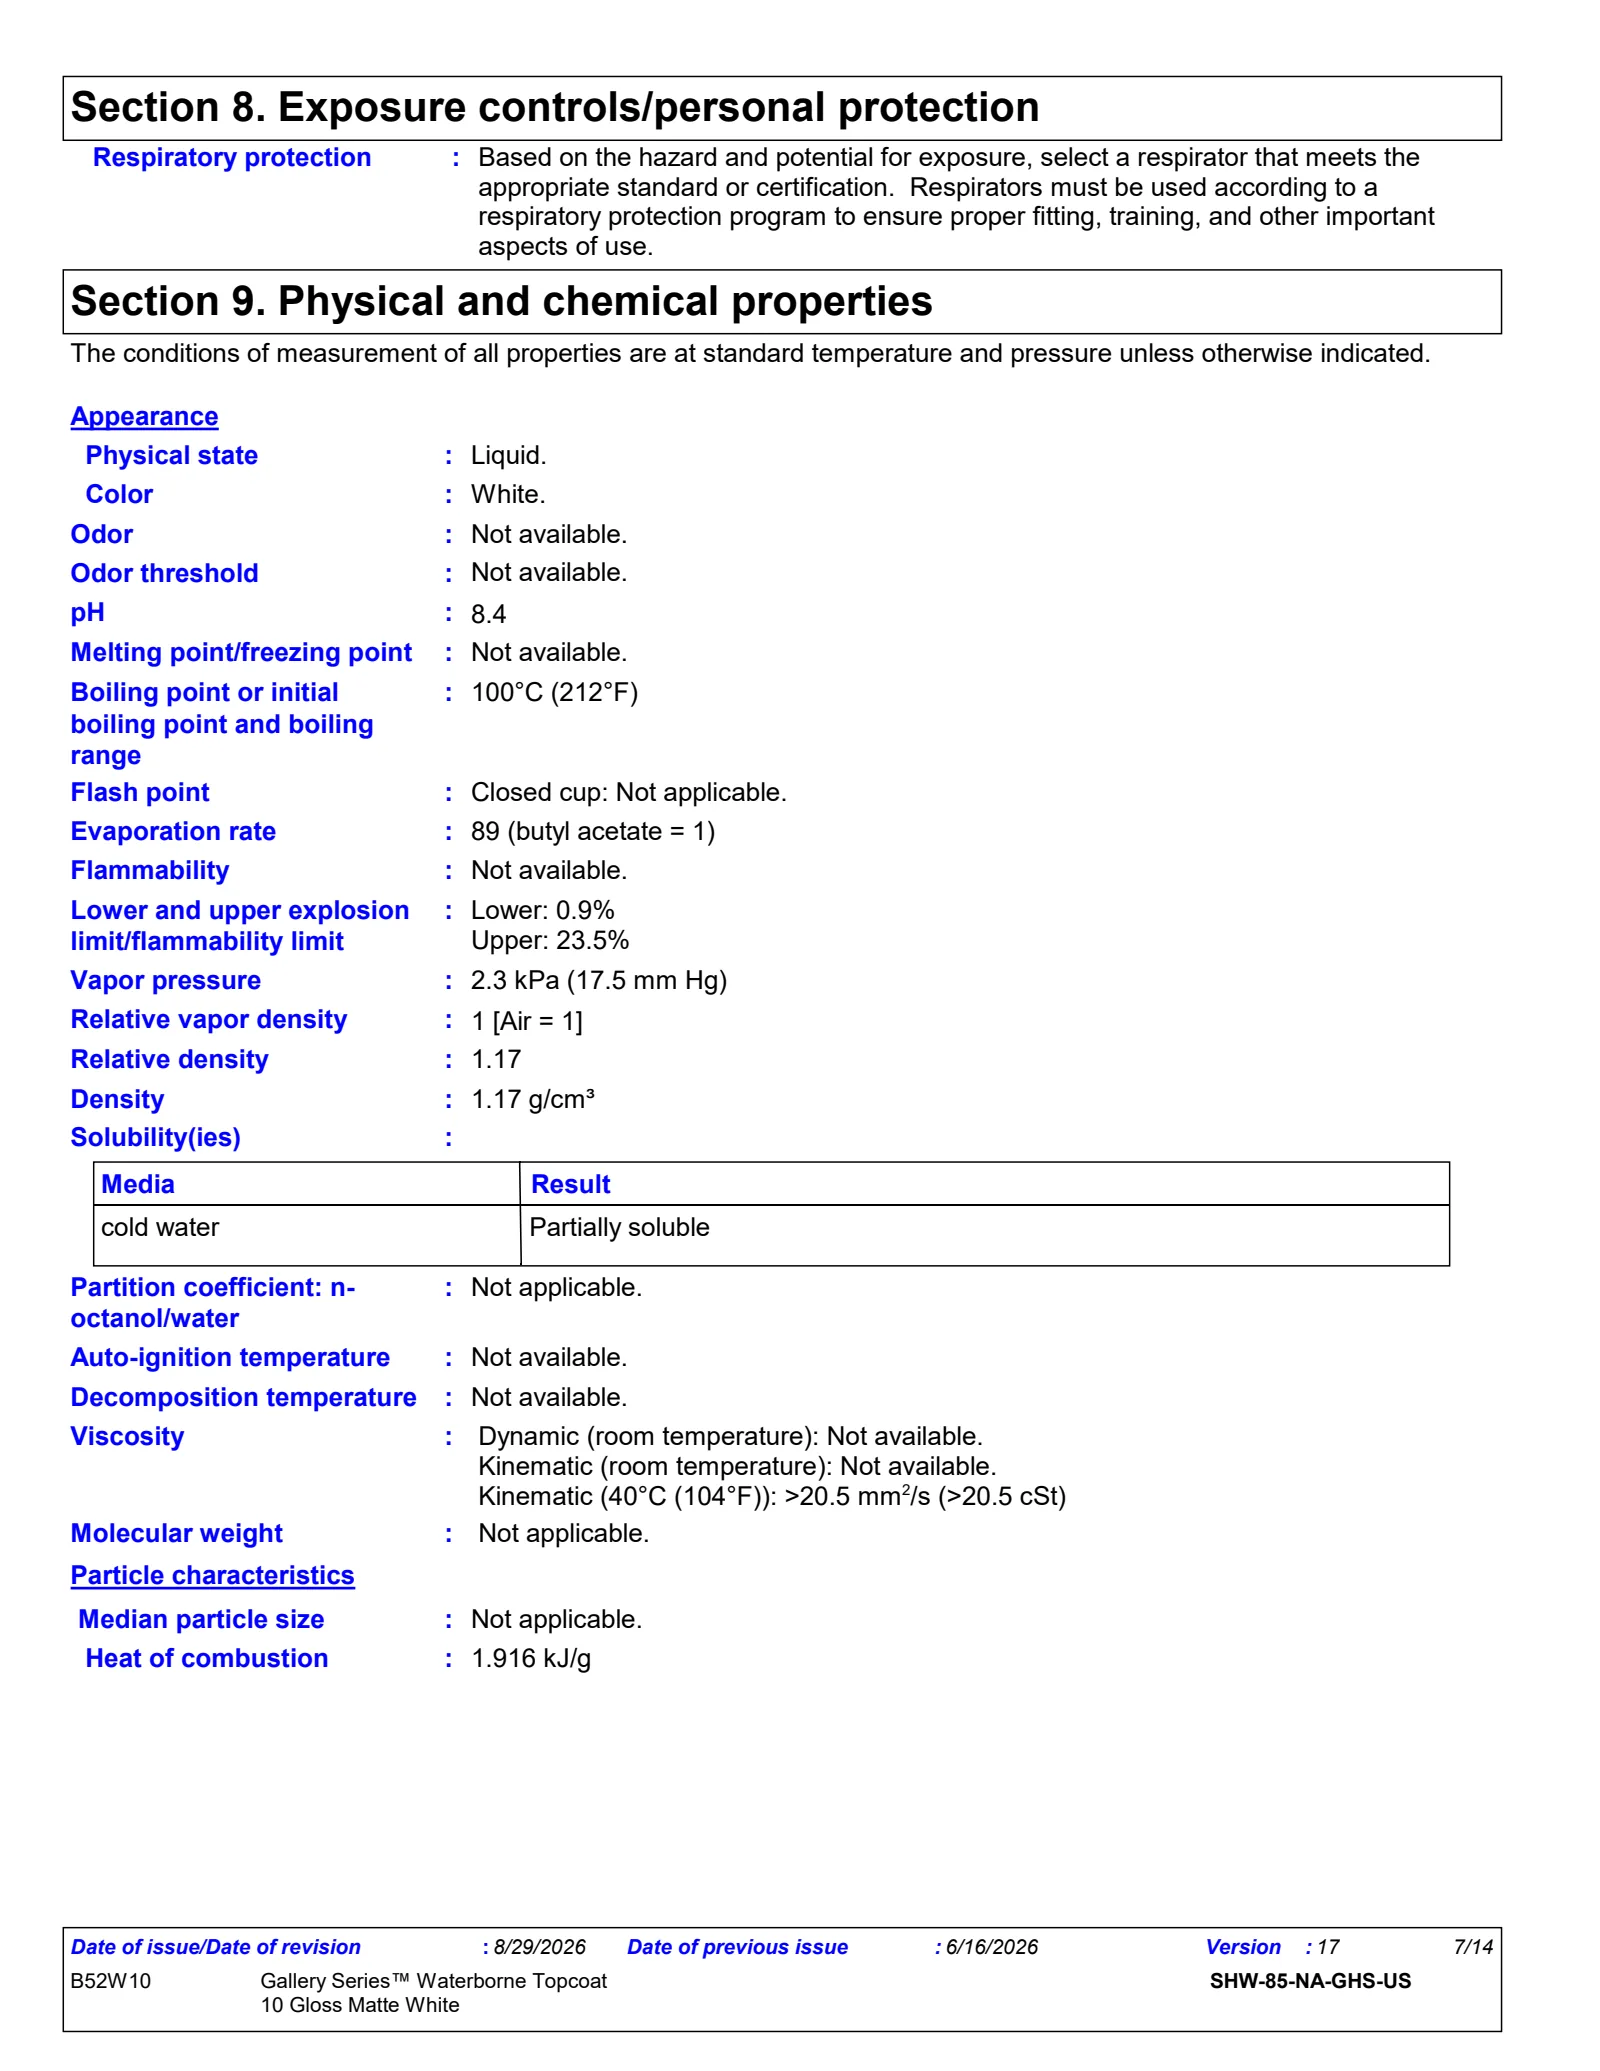 Section 8. Exposure controls/personal protection
Respiratory protection : Based on the hazard and potential for exposure, select a respirator that meets the
appropriate standard or certification.  Respirators must be used according to a
respiratory protection program to ensure proper fitting, training, and other important
aspects of use.
Section 9. Physical and chemical properties
The conditions of measurement of all properties are at standard temperature and pressure unless otherwise indicated.
Appearance
Physical state : Liquid.
Color : White.
Odor : Not available.
Odor threshold : Not available.
pH : 8.4
Melting point/freezing point : Not available.
Boiling point or initial : 100°C (212°F)
boiling point and boiling
range
Flash point : Closed cup: Not applicable.
Evaporation rate : 89 (butyl acetate = 1)
Flammability : Not available.
Lower and upper explosion : Lower: 0.9%
limit/flammability limit Upper: 23.5%
Vapor pressure : 2.3 kPa (17.5 mm Hg)
Relative vapor density : 1 [Air = 1]
Relative density : 1.17
Density : 1.17 g/cm³
Solubility(ies) :
Media Result
cold water Partially soluble
Partition coefficient: n- : Not applicable.
octanol/water
Auto-ignition temperature : Not available.
Decomposition temperature : Not available.
Viscosity : Dynamic (room temperature): Not available.
Kinematic (room temperature): Not available.
Kinematic (40°C (104°F)): >20.5 mm²/s (>20.5 cSt)
Molecular weight : Not applicable.
Particle characteristics
Median particle size : Not applicable.
Heat of combustion : 1.916 kJ/g
Date of issue/Date of revision : 8/29/2026 Date of previous issue : 6/16/2026 Version : 17 7/14
B52W10 Gallery Series™ Waterborne Topcoat SHW-85-NA-GHS-US
10 Gloss Matte White